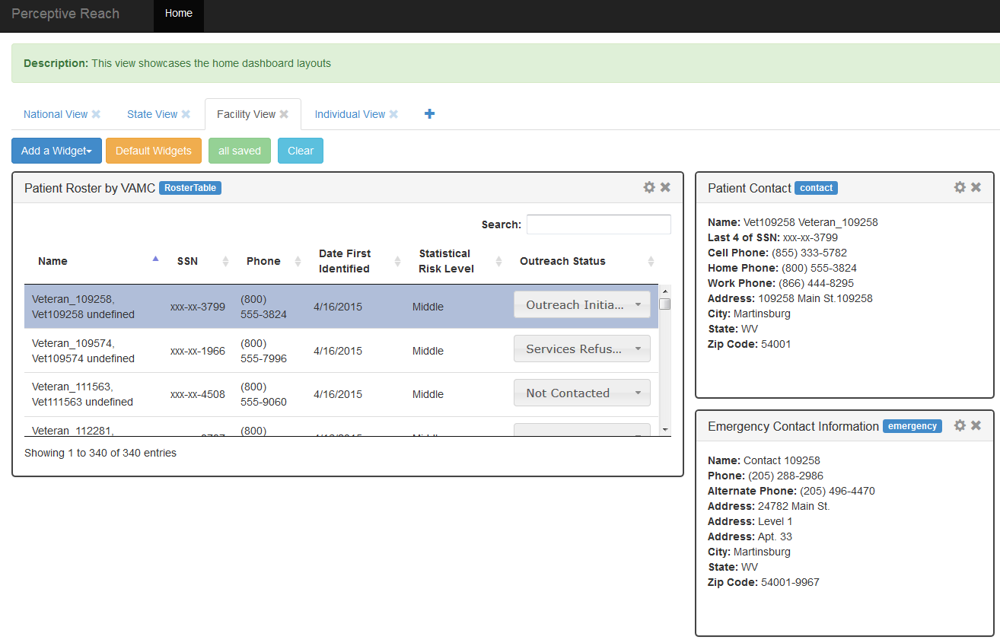 Perceptive Reach Home
Description: This view showcases the home dashboard layouts
National View State View Facility View Individual View
Add a Widget Default Widgets all saved Clear
Patient Roster by VAMC RosterTable
Search:
Name SSN Phone Date First Identified Statistical Risk Level Outreach Status
Veteran_109258, Vet109258 undefined xxx-xx-3799 (800) 555-3824 4/16/2015 Middle Outreach Initia...
Veteran_109574, Vet109574 undefined xxx-xx-1966 (800) 555-7996 4/16/2015 Middle Services Refus...
Veteran_111563, Vet111563 undefined xxx-xx-4508 (800) 555-9060 4/16/2015 Middle Not Contacted
Veteran_112281, (800)
Showing 1 to 340 of 340 entries
Patient Contact contact
Name: Vet109258 Veteran_109258
Last 4 of SSN: xxx-xx-3799
Cell Phone: (855) 333-5782
Home Phone: (800) 555-3824
Work Phone: (866) 444-8295
Address: 109258 Main St.109258
City: Martinsburg
State: WV
Zip Code: 54001
Emergency Contact Information emergency
Name: Contact 109258
Phone: (205) 288-2986
Alternate Phone: (205) 496-4470
Address: 24782 Main St.
Address: Level 1
Address: Apt. 33
City: Martinsburg
State: WV
Zip Code: 54001-9967